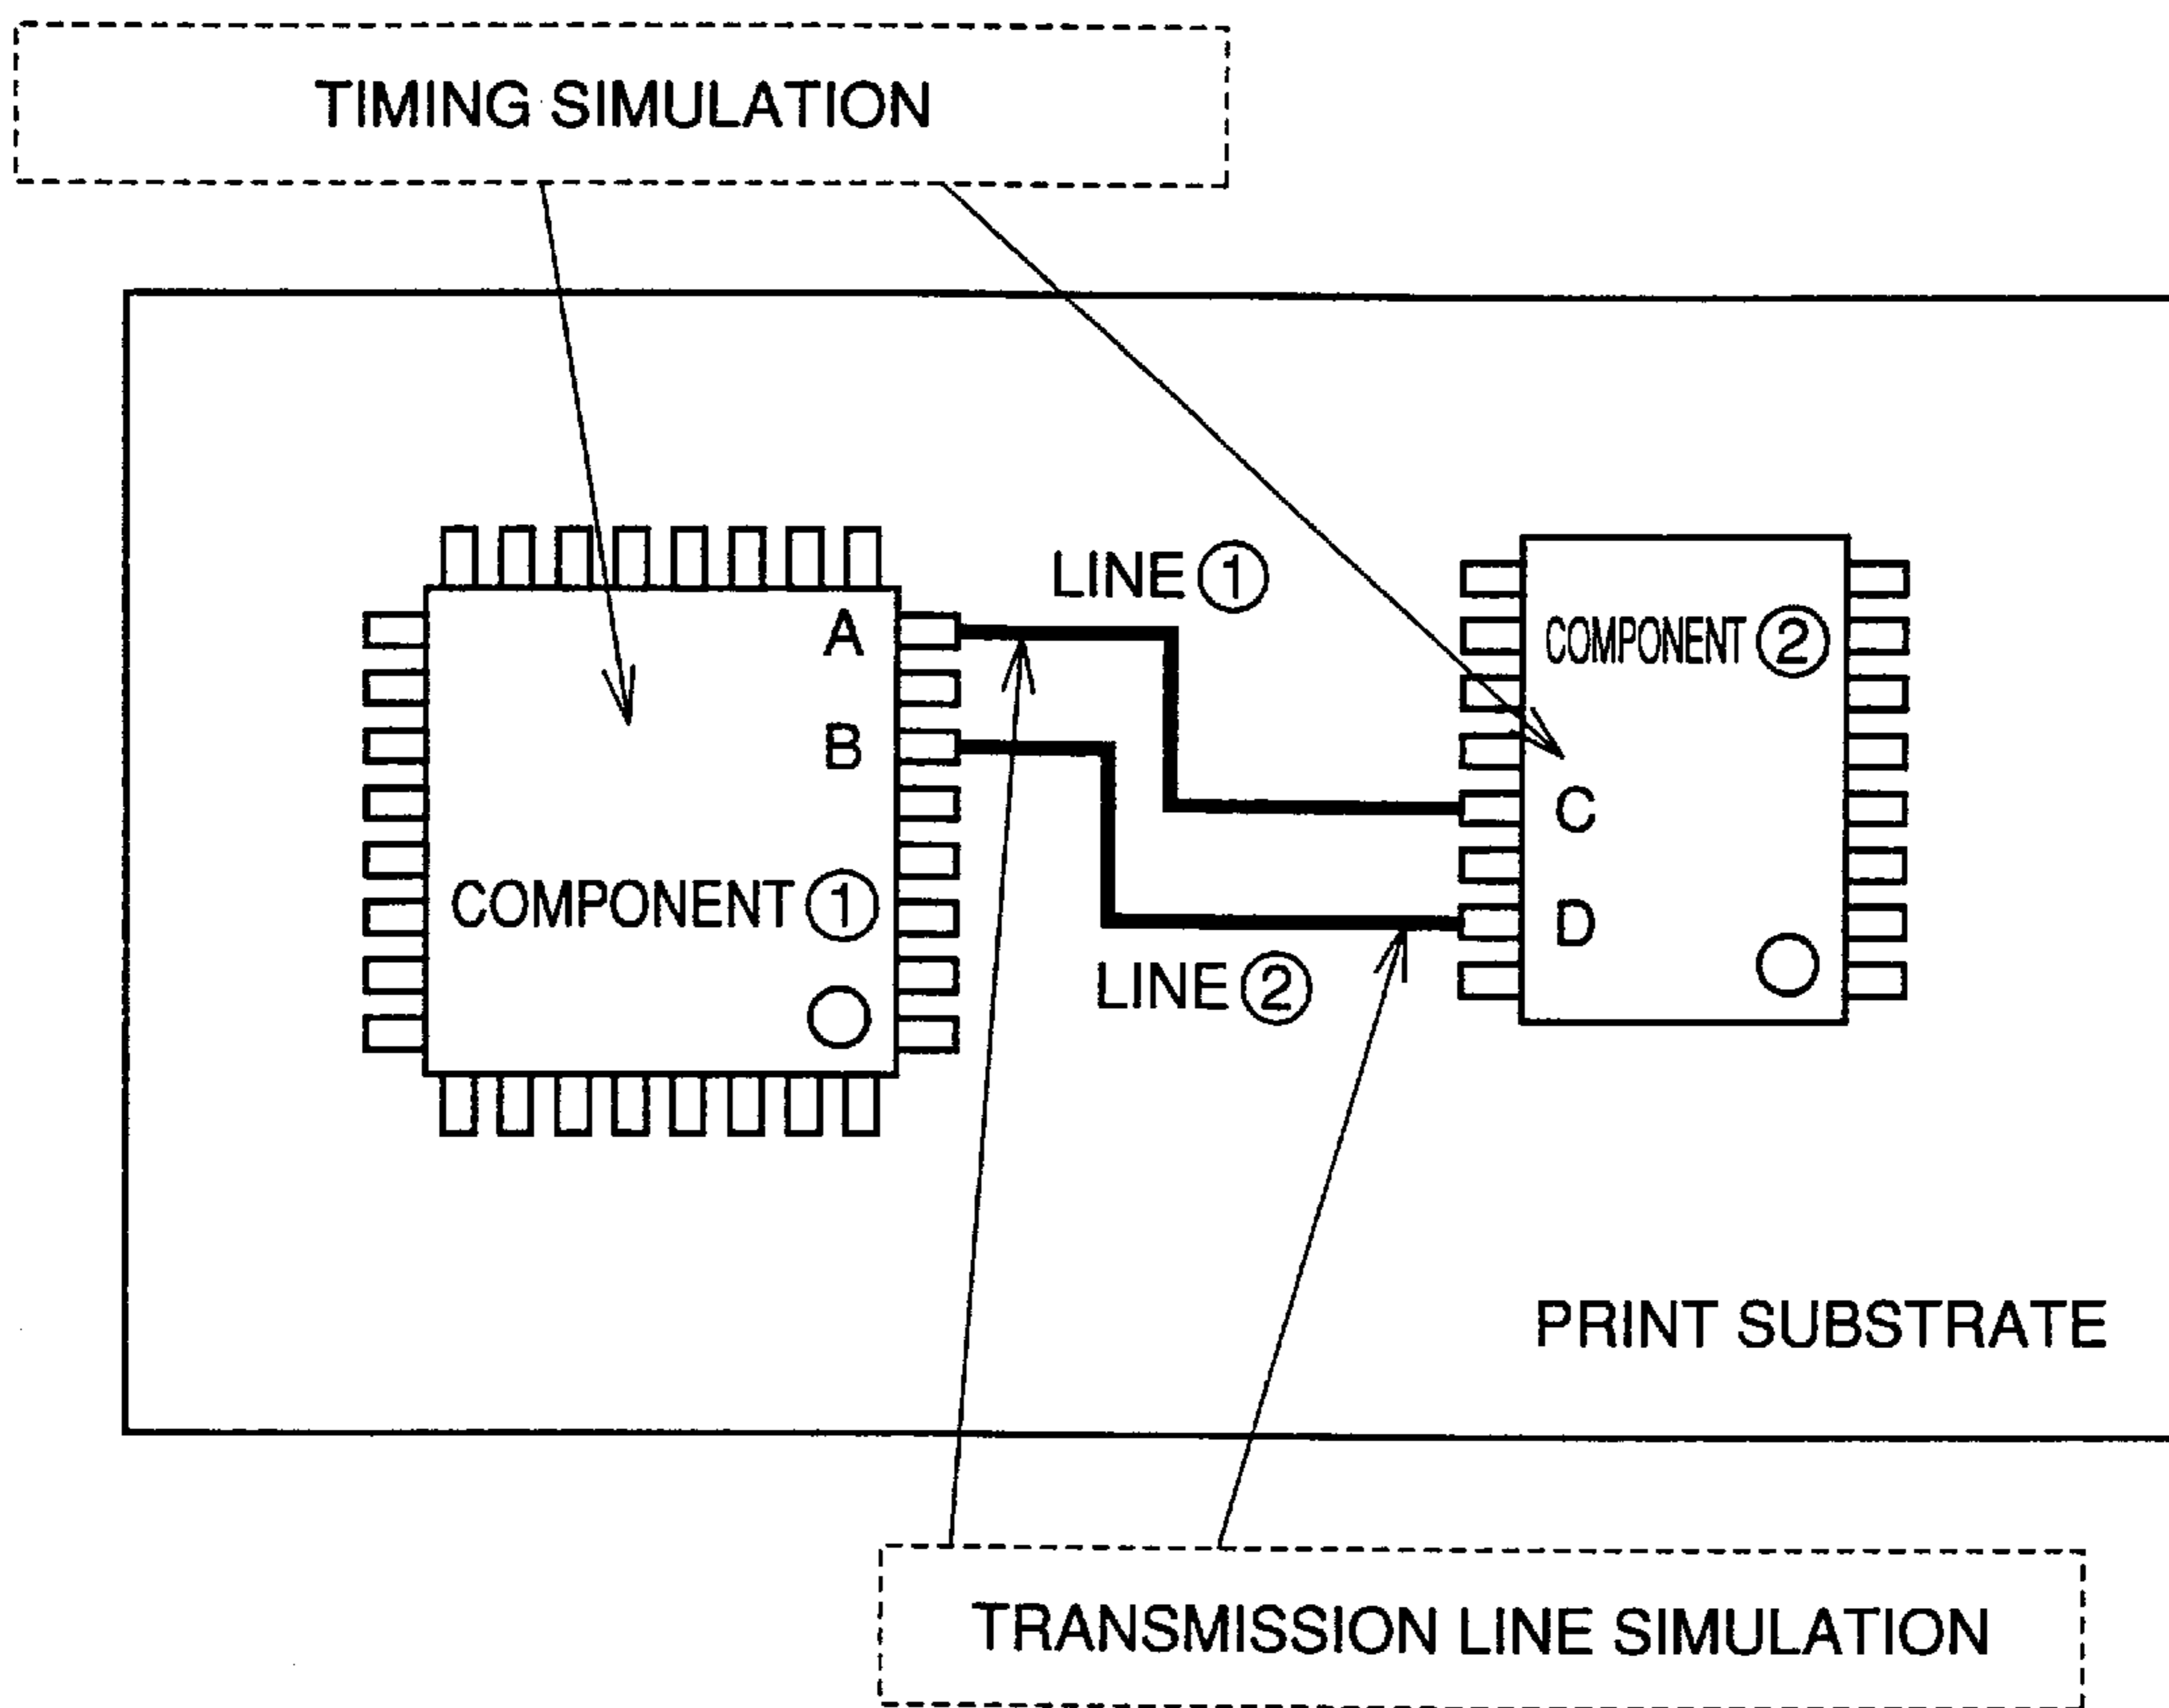 TIMING SIMULATION
LINE ①
A
COMPONENT ②
B
C
COMPONENT ①
D
LINE ②
PRINT SUBSTRATE
TRANSMISSION LINE SIMULATION